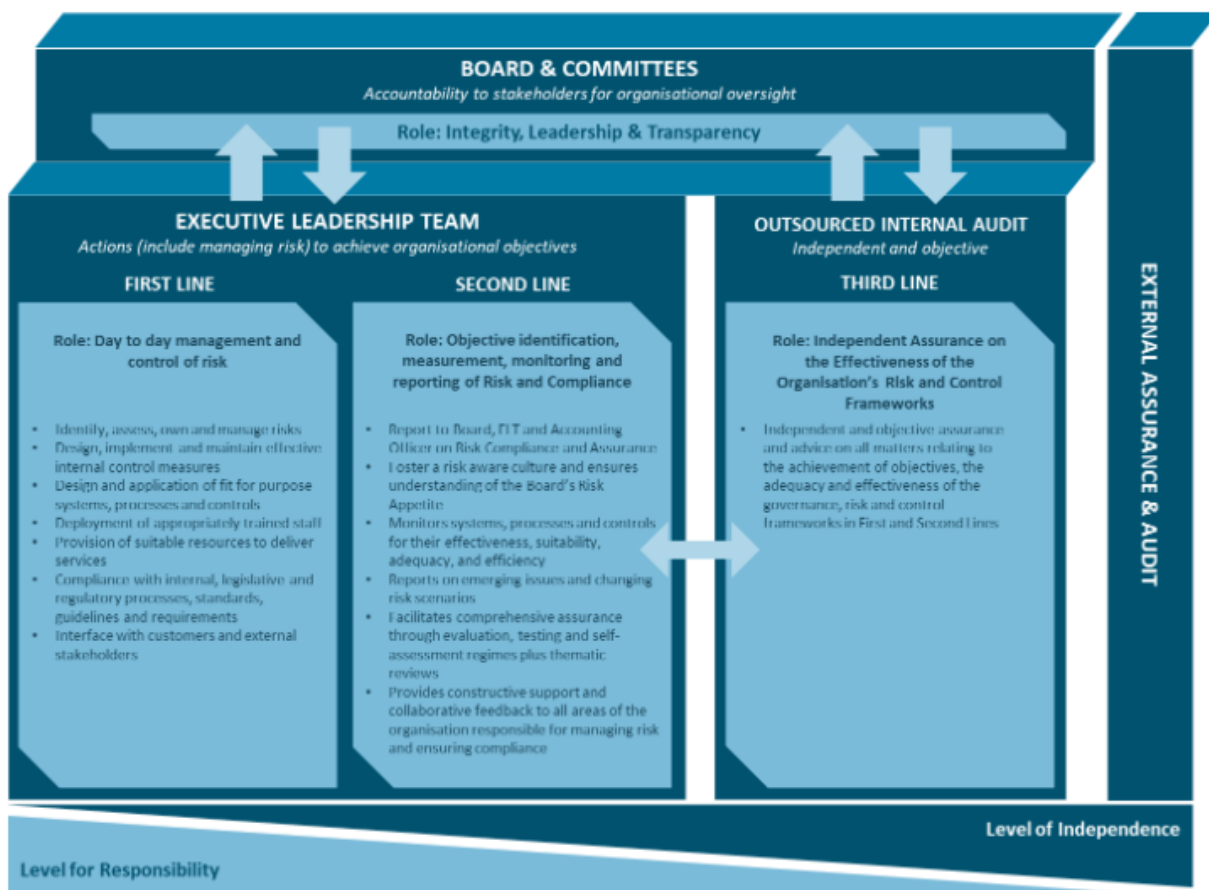 BOARD & COMMITTEES
Accountability to stakeholders for organisational oversight
Role: Integrity, Leadership & Transparency
EXECUTIVE LEADERSHIP TEAM
Actions (include managing risk) to achieve organisational objectives
FIRST LINE
Role: Day to day management and
control of risk
• Identify, assess, own and manage risks
• Design, implement and maintain effective
internal control measures
• Design and application of fit for purpose
systems, processes and controls
• Deployment of appropriately trained staff
• Provision of suitable resources to deliver
services
• Compliance with internal, legislative and
regulatory processes, standards,
guidelines and requirements
• Interface with customers and external
stakeholders
SECOND LINE
Role: Objective identification,
measurement, monitoring and
reporting of Risk and Compliance
• Report to Board, ELT and Accounting
Officer on Risk Compliance and Assurance
• Foster a risk aware culture and ensures
understanding of the Board's Risk
Appetite
• Monitors systems, processes and controls
for their effectiveness, suitability,
adequacy, and efficiency
• Reports on emerging issues and changing
risk scenarios
• Facilitates comprehensive assurance
through evaluation, testing and self-
assessment regimes plus thematic
reviews
• Provides constructive support and
collaborative feedback to all areas of the
organisation responsible for managing risk
and ensuring compliance
OUTSOURCED INTERNAL AUDIT
Independent and objective
THIRD LINE
Role: Independent Assurance on
the Effectiveness of the
Organisation's Risk and Control
Frameworks
• Independent and objective assurance
and advice on all matters relating to
the achievement of objectives, the
adequacy and effectiveness of the
governance, risk and control
frameworks in First and Second Lines
EXTERNAL ASSURANCE & AUDIT
Level of Independence
Level for Responsibility